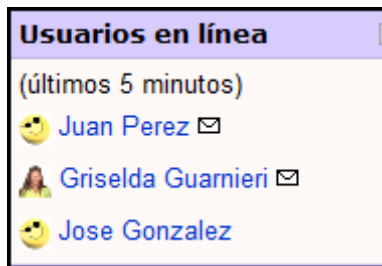 Usuarios en línea
(últimos 5 minutos)
Juan Perez
Griselda Guarnieri
Jose Gonzalez